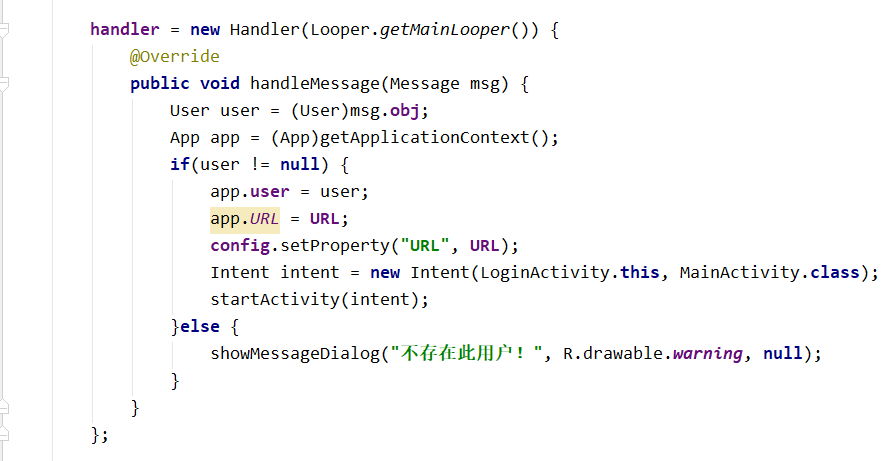 handler = new Handler(Looper.getMainLooper()) {
@Override
public void handleMessage(Message msg) {
User user = (User)msg.obj;
App app = (App)getApplicationContext();
if(user != null) {
app.user = user;
app.URL = URL;
config.setProperty("URL", URL);
Intent intent = new Intent(LoginActivity.this, MainActivity.class);
startActivity(intent);
}else {
showMessageDialog("不存在此用户！", R.drawable.warning, null);
}
}
};